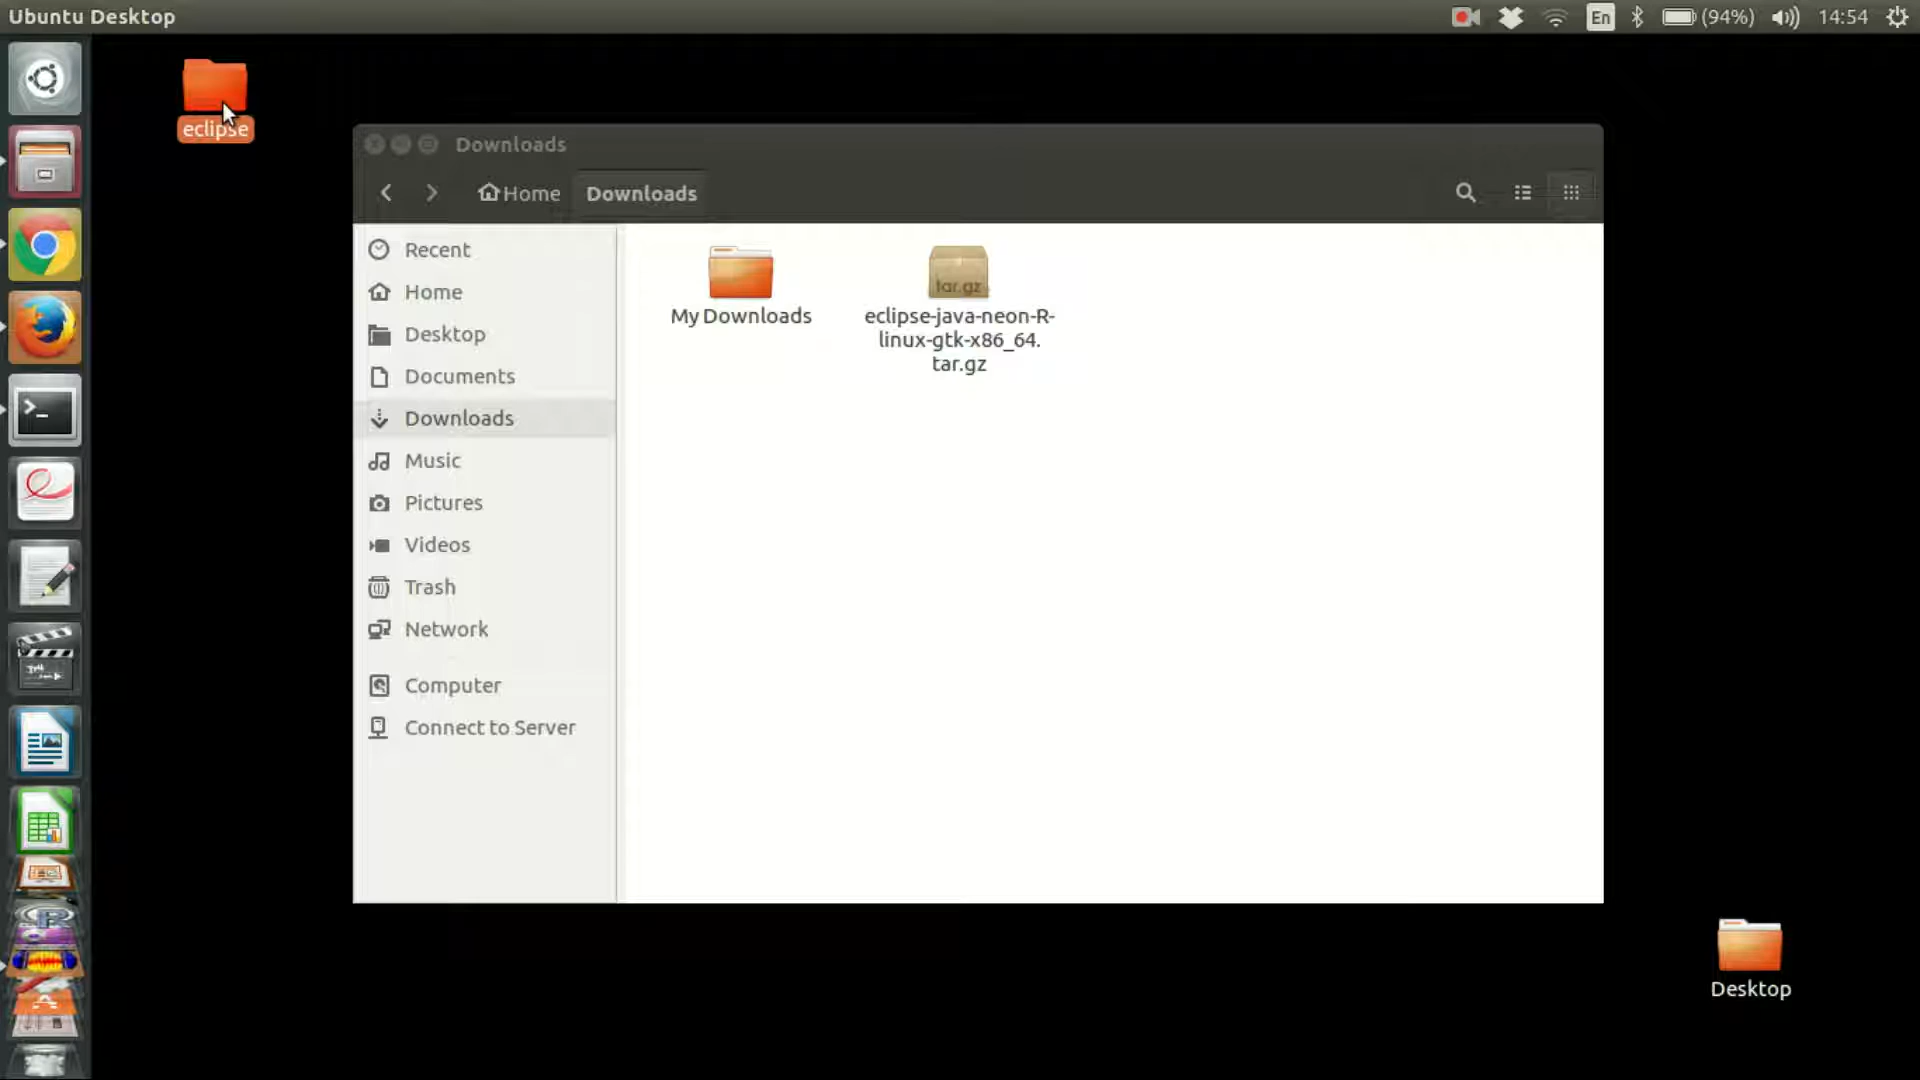 Ubuntu Desktop
En
(94%)
14:54
eclipse
Downloads
Home
Downloads
Recent
Home
Desktop
Documents
Downloads
Music
Pictures
Videos
Trash
Network
Computer
Connect to Server
My Downloads
tar.gz
eclipse-java-neon-R-
linux-gtk-x86_64.
tar.gz
Desktop